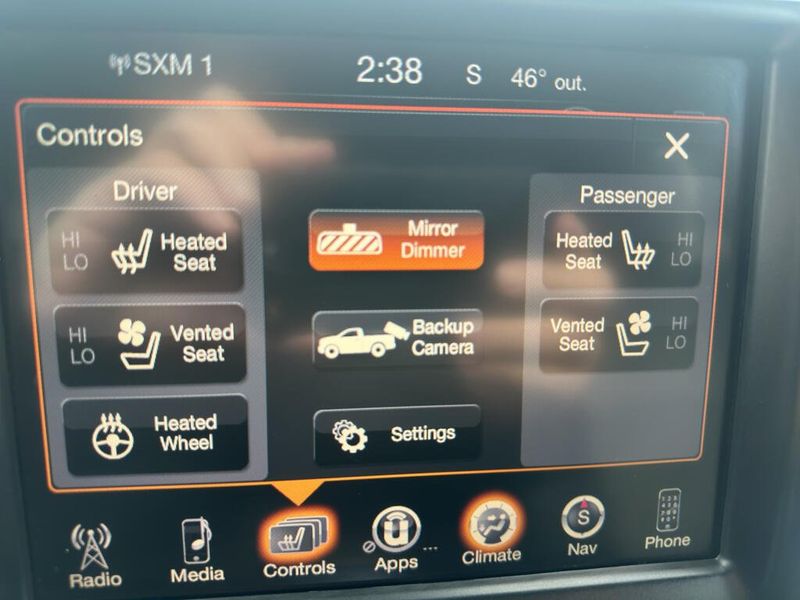 SXM 1 2:38 S 46° out.
Controls
Driver
HI
LO
Heated
Seat
HI
LO
Vented
Seat
Heated
Wheel
Mirror
Dimmer
Backup
Camera
Settings
Passenger
Heated
Seat
HI
LO
Vented
Seat
HI
LO
Radio Media Controls Apps ... Climate S Nav Phone